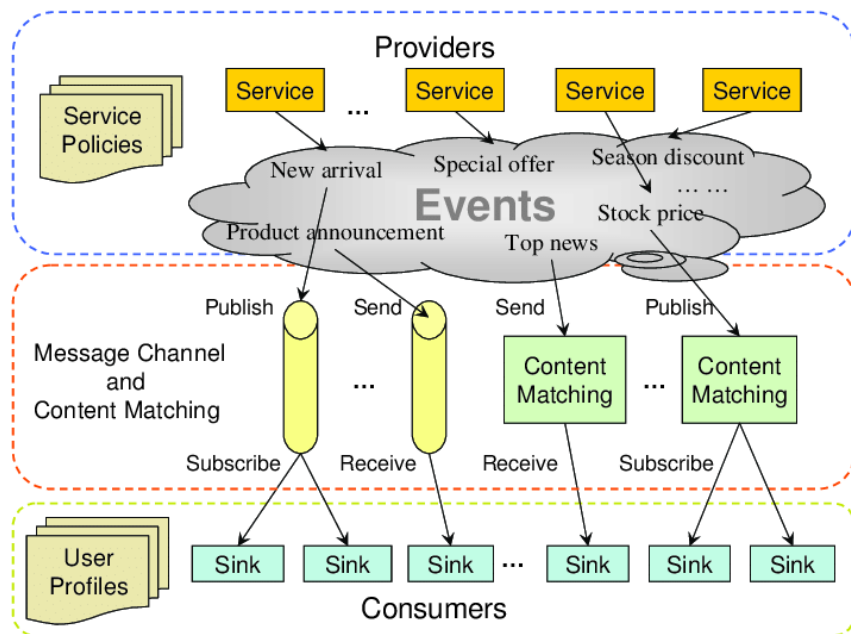 Providers
Service
Policies
Service
...
Service
Service
Service
New arrival
Special offer
Season discount
... ...
Events
Stock price
Product announcement
Top news
Publish
Send
Send
Publish
Message Channel
and
Content Matching
...
Content
Matching
...
Content
Matching
Subscribe
Receive
Receive
Subscribe
User
Profiles
Sink
Sink
Sink
...
Sink
Sink
Sink
Consumers